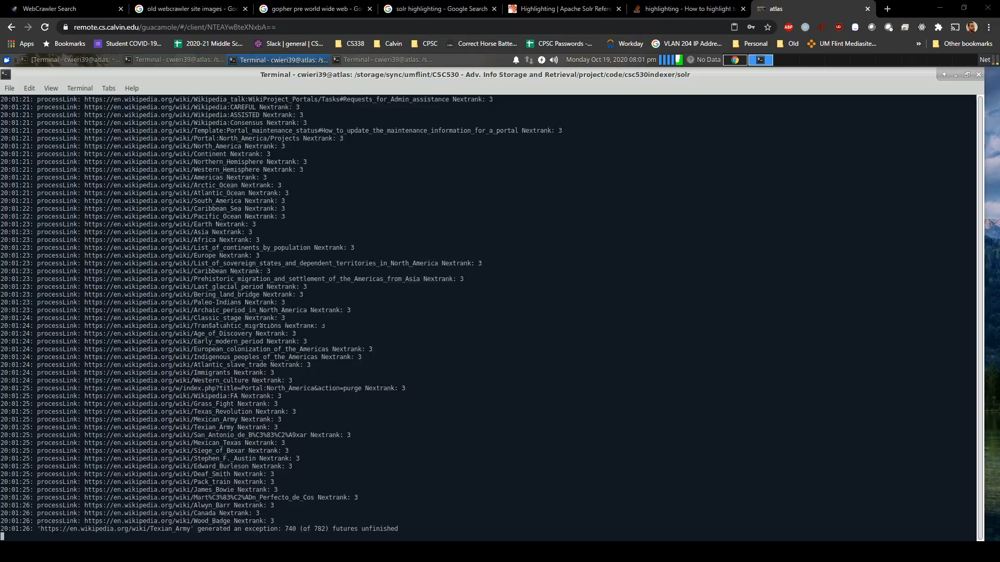 WebCrawler Search
old webcrawler site images - Goo
gopher pre world wide web - Go
solr highlighting - Google Search
Highlighting | Apache Solr Refere
highlighting - How to highlight t
atlas
remote.cs.calvin.edu/guacamole/#/client/NTEAYwBteXNxbA==
Apps
Bookmarks
Student COVID-19...
2020-21 Middle Sc...
Slack | general | CS...
CS338
Calvin
CPSC
Correct Horse Batte...
CPSC Passwords -...
Workday
VLAN 204 IP Addre...
Personal
Old
UM Flint Mediasite...
»
Other bookmarks
[Terminal - cwieri39@atlas: ~...
Terminal - cwieri39@atlas: /s...
Terminal - cwieri39@atlas: /s...
Terminal - cwieri39@atlas: /s...
Monday Oct 19, 2020 08:01 pm
No Data
Net
Terminal - cwieri39@atlas: /storage/sync/umflint/CSC530 - Adv. Info Storage and Retrieval/project/code/csc530indexer/solr
File Edit View Terminal Tabs Help
20:01:21: processLink: https://en.wikipedia.org/wiki/Wikipedia_talk:WikiProject_Portals/Tasks#Requests_for_Admin_assistance Nextrank: 3
20:01:21: processLink: https://en.wikipedia.org/wiki/Wikipedia:CAREFUL Nextrank: 3
20:01:21: processLink: https://en.wikipedia.org/wiki/Wikipedia:ASSISTED Nextrank: 3
20:01:21: processLink: https://en.wikipedia.org/wiki/Wikipedia:Consensus Nextrank: 3
20:01:21: processLink: https://en.wikipedia.org/wiki/Template:Portal_maintenance_status#How_to_update_the_maintenance_information_for_a_portal Nextrank: 3
20:01:21: processLink: https://en.wikipedia.org/wiki/Portal:North_America/Projects Nextrank: 3
20:01:21: processLink: https://en.wikipedia.org/wiki/North_America Nextrank: 3
20:01:21: processLink: https://en.wikipedia.org/wiki/Continent Nextrank: 3
20:01:21: processLink: https://en.wikipedia.org/wiki/Northern_Hemisphere Nextrank: 3
20:01:21: processLink: https://en.wikipedia.org/wiki/Western_Hemisphere Nextrank: 3
20:01:21: processLink: https://en.wikipedia.org/wiki/Americas Nextrank: 3
20:01:21: processLink: https://en.wikipedia.org/wiki/Arctic_Ocean Nextrank: 3
20:01:21: processLink: https://en.wikipedia.org/wiki/Atlantic_Ocean Nextrank: 3
20:01:21: processLink: https://en.wikipedia.org/wiki/South_America Nextrank: 3
20:01:22: processLink: https://en.wikipedia.org/wiki/Caribbean_Sea Nextrank: 3
20:01:22: processLink: https://en.wikipedia.org/wiki/Pacific_Ocean Nextrank: 3
20:01:23: processLink: https://en.wikipedia.org/wiki/Earth Nextrank: 3
20:01:23: processLink: https://en.wikipedia.org/wiki/Asia Nextrank: 3
20:01:23: processLink: https://en.wikipedia.org/wiki/Africa Nextrank: 3
20:01:23: processLink: https://en.wikipedia.org/wiki/List_of_continents_by_population Nextrank: 3
20:01:23: processLink: https://en.wikipedia.org/wiki/Europe Nextrank: 3
20:01:23: processLink: https://en.wikipedia.org/wiki/List_of_sovereign_states_and_dependent_territories_in_North_America Nextrank: 3
20:01:23: processLink: https://en.wikipedia.org/wiki/Caribbean Nextrank: 3
20:01:23: processLink: https://en.wikipedia.org/wiki/Prehistoric_migration_and_settlement_of_the_Americas_from_Asia Nextrank: 3
20:01:23: processLink: https://en.wikipedia.org/wiki/Last_glacial_period Nextrank: 3
20:01:23: processLink: https://en.wikipedia.org/wiki/Bering_land_bridge Nextrank: 3
20:01:23: processLink: https://en.wikipedia.org/wiki/Paleo-Indians Nextrank: 3
20:01:23: processLink: https://en.wikipedia.org/wiki/Archaic_period_in_North_America Nextrank: 3
20:01:24: processLink: https://en.wikipedia.org/wiki/Classic_stage Nextrank: 3
20:01:24: processLink: https://en.wikipedia.org/wiki/Transatlantic_migrations Nextrank: 3
20:01:24: processLink: https://en.wikipedia.org/wiki/Age_of_Discovery Nextrank: 3
20:01:24: processLink: https://en.wikipedia.org/wiki/Early_modern_period Nextrank: 3
20:01:24: processLink: https://en.wikipedia.org/wiki/European_colonization_of_the_Americas Nextrank: 3
20:01:24: processLink: https://en.wikipedia.org/wiki/Indigenous_peoples_of_the_Americas Nextrank: 3
20:01:24: processLink: https://en.wikipedia.org/wiki/Atlantic_slave_trade Nextrank: 3
20:01:24: processLink: https://en.wikipedia.org/wiki/Immigrants Nextrank: 3
20:01:24: processLink: https://en.wikipedia.org/wiki/Western_culture Nextrank: 3
20:01:25: processLink: https://en.wikipedia.org/w/index.php?title=Portal:North_America&action=purge Nextrank: 3
20:01:25: processLink: https://en.wikipedia.org/wiki/Wikipedia:FA Nextrank: 3
20:01:25: processLink: https://en.wikipedia.org/wiki/Grass_Fight Nextrank: 3
20:01:25: processLink: https://en.wikipedia.org/wiki/Texas_Revolution Nextrank: 3
20:01:25: processLink: https://en.wikipedia.org/wiki/Mexican_Army Nextrank: 3
20:01:25: processLink: https://en.wikipedia.org/wiki/Texian_Army Nextrank: 3
20:01:25: processLink: https://en.wikipedia.org/wiki/San_Antonio_de_B%C3%83%C2%A9xar Nextrank: 3
20:01:25: processLink: https://en.wikipedia.org/wiki/Mexican_Texas Nextrank: 3
20:01:25: processLink: https://en.wikipedia.org/wiki/Siege_of_Bexar Nextrank: 3
20:01:25: processLink: https://en.wikipedia.org/wiki/Stephen_F._Austin Nextrank: 3
20:01:25: processLink: https://en.wikipedia.org/wiki/Edward_Burleson Nextrank: 3
20:01:25: processLink: https://en.wikipedia.org/wiki/Deaf_Smith Nextrank: 3
20:01:25: processLink: https://en.wikipedia.org/wiki/Pack_train Nextrank: 3
20:01:25: processLink: https://en.wikipedia.org/wiki/James_Bowie Nextrank: 3
20:01:26: processLink: https://en.wikipedia.org/wiki/Mart%C3%83%C2%ADn_Perfecto_de_Cos Nextrank: 3
20:01:26: processLink: https://en.wikipedia.org/wiki/Alwyn_Barr Nextrank: 3
20:01:26: processLink: https://en.wikipedia.org/wiki/Canada Nextrank: 3
20:01:26: processLink: https://en.wikipedia.org/wiki/Wood_Badge Nextrank: 3
20:01:26: 'https://en.wikipedia.org/wiki/Texian_Army' generated an exception: 740 (of 782) futures unfinished